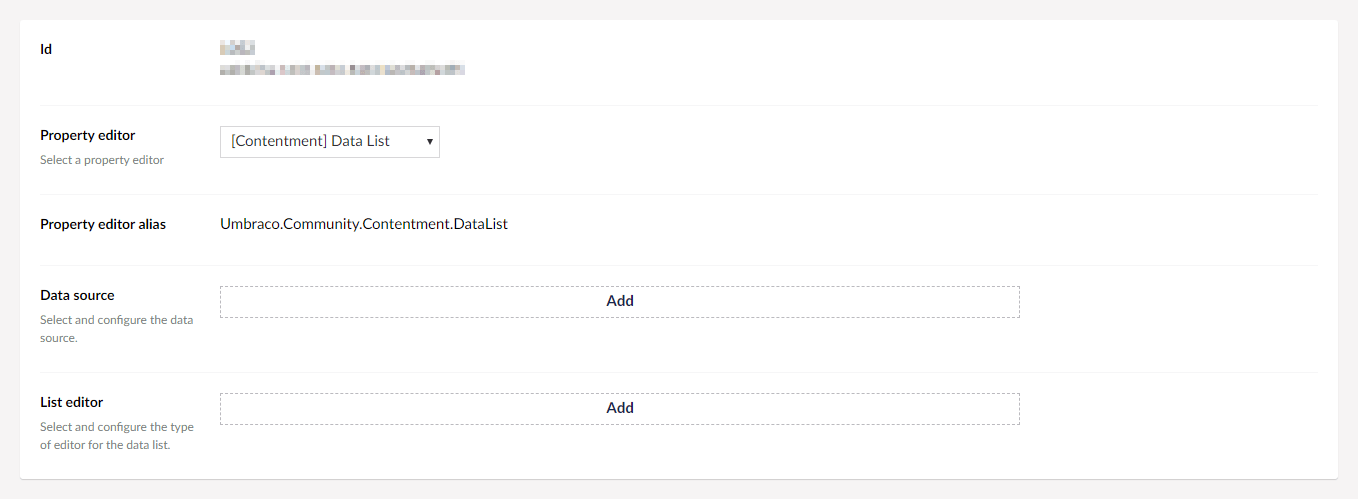 Id
Property editor
Select a property editor
[Contentment] Data List
Property editor alias
Umbraco.Community.Contentment.DataList
Data source
Select and configure the data
source.
Add
List editor
Select and configure the type
of editor for the data list.
Add